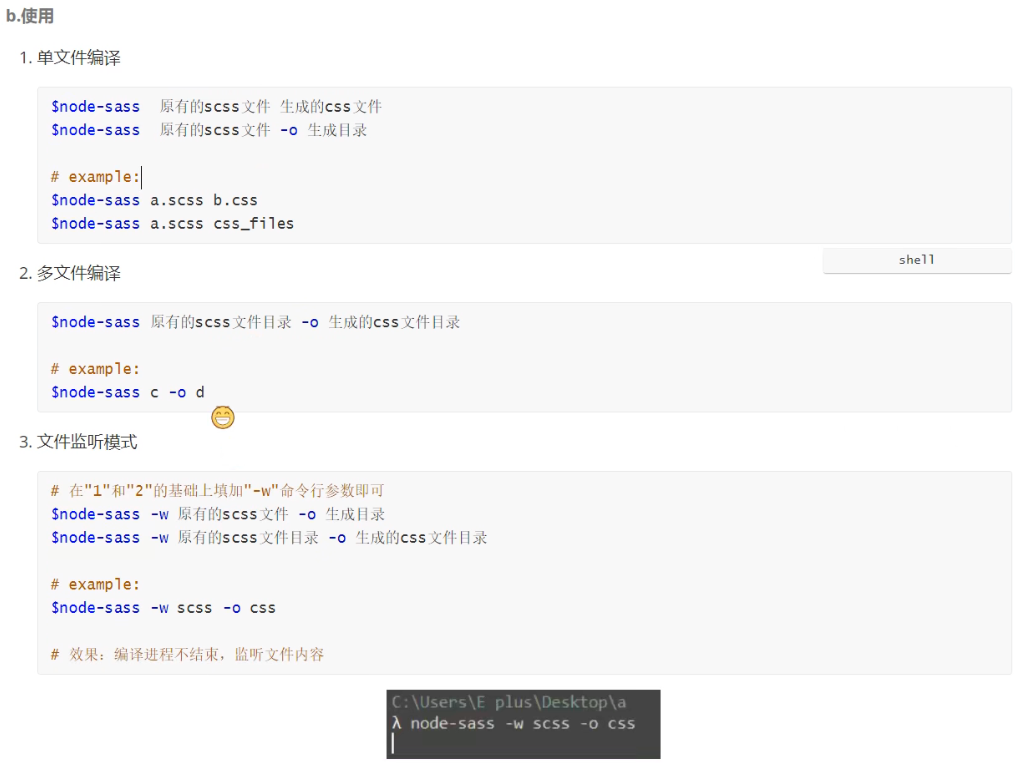 b.使用
1. 单文件编译
$node-sass  原有的scss文件 生成的css文件
$node-sass  原有的scss文件 -o 生成目录
# example:
$node-sass a.scss b.css
$node-sass a.scss css_files
shell
2. 多文件编译
$node-sass 原有的scss文件目录 -o 生成的css文件目录
# example:
$node-sass c -o d
3. 文件监听模式
# 在"1"和"2"的基础上填加"-w"命令行参数即可
$node-sass -w 原有的scss文件 -o 生成目录
$node-sass -w 原有的scss文件目录 -o 生成的css文件目录
# example:
$node-sass -w scss -o css
# 效果：编译进程不结束，监听文件内容
C:\Users\E plus\Desktop\a
λ node-sass -w scss -o css